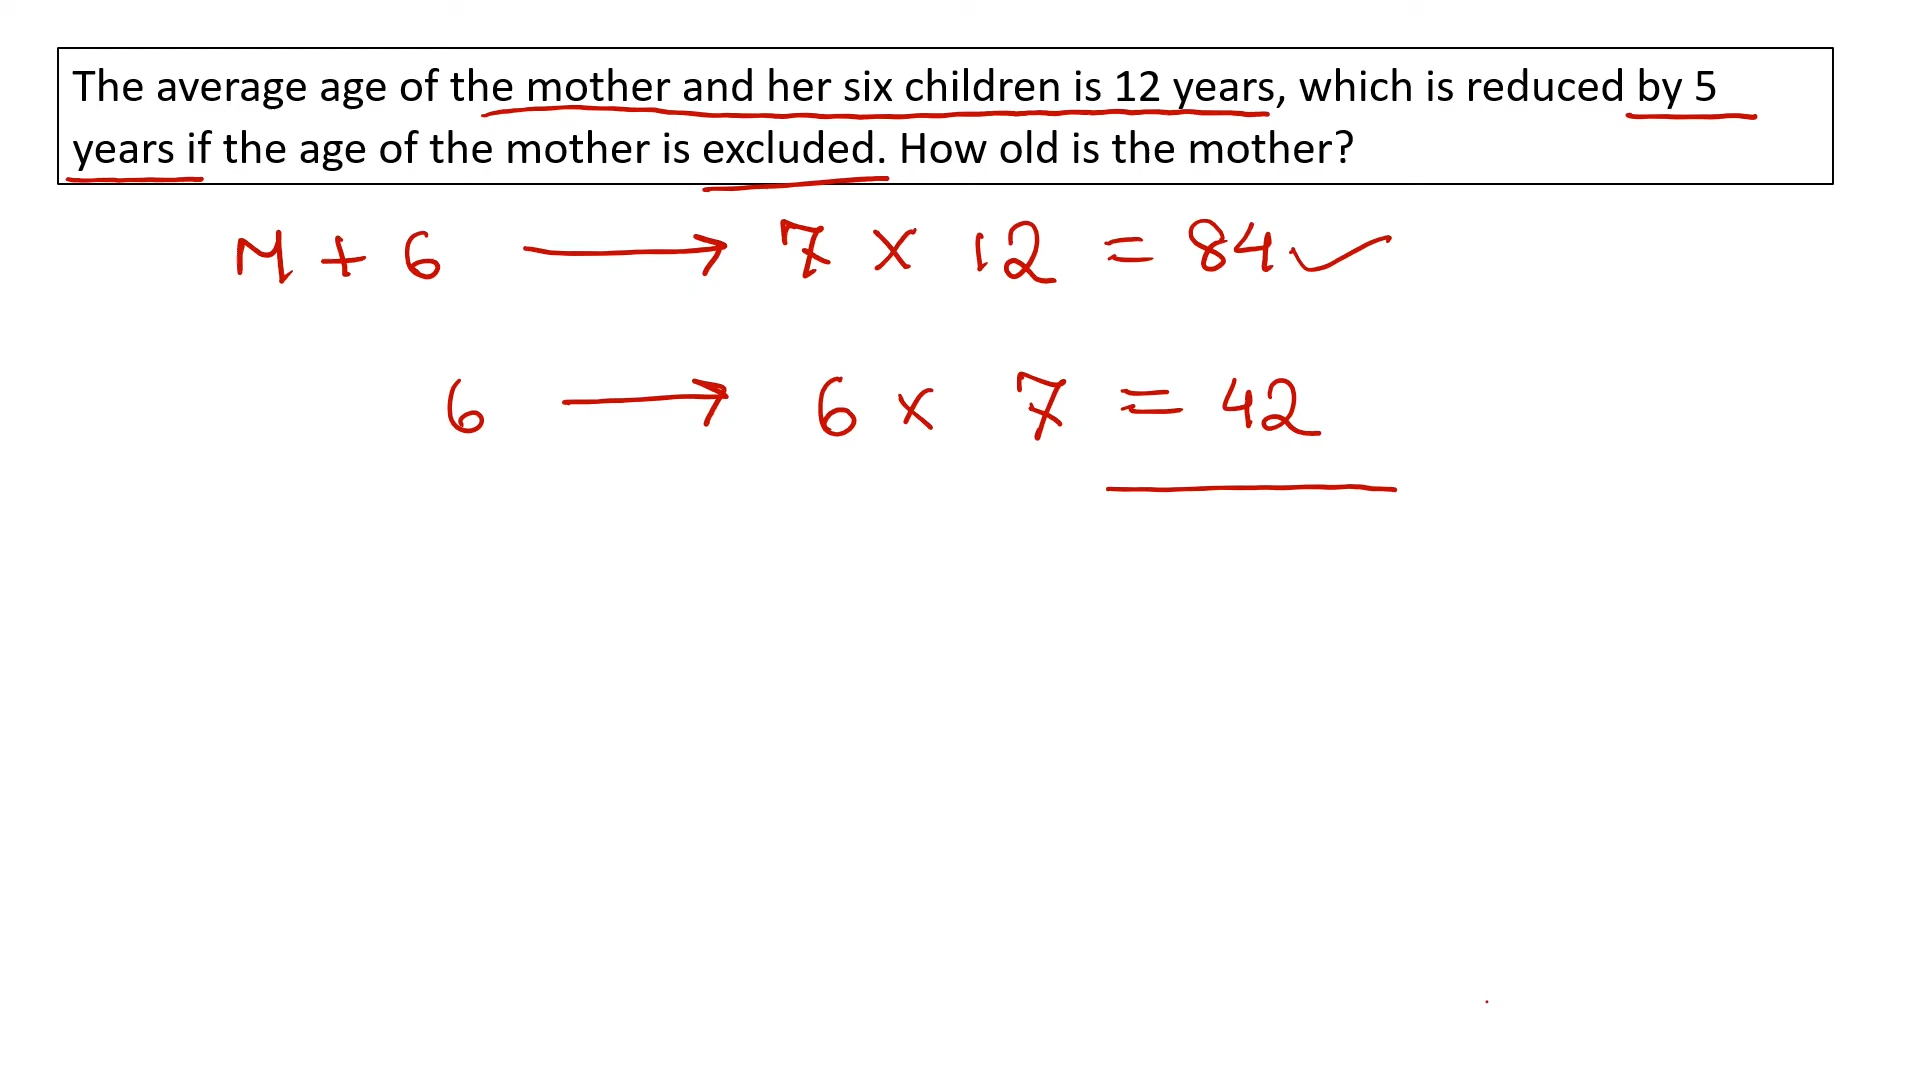 The average age of the mother and her six children is 12 years, which is reduced by 5
years if the age of the mother is excluded. How old is the mother?
M + 6 ⟶ 7 × 12 = 84 ✓
6 ⟶ 6 × 7 = 42